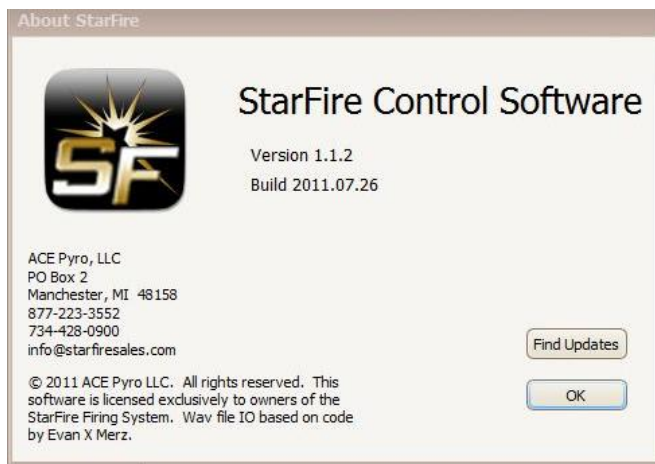 About StarFire
SF
StarFire Control Software
Version 1.1.2
Build 2011.07.26
ACE Pyro, LLC
PO Box 2
Manchester, MI  48158
877-223-3552
734-428-0900
info@starfiresales.com
Find Updates
© 2011 ACE Pyro LLC.  All rights reserved.  This
software is licensed exclusively to owners of the
StarFire Firing System.  Wav file IO based on code
by Evan X Merz.
OK